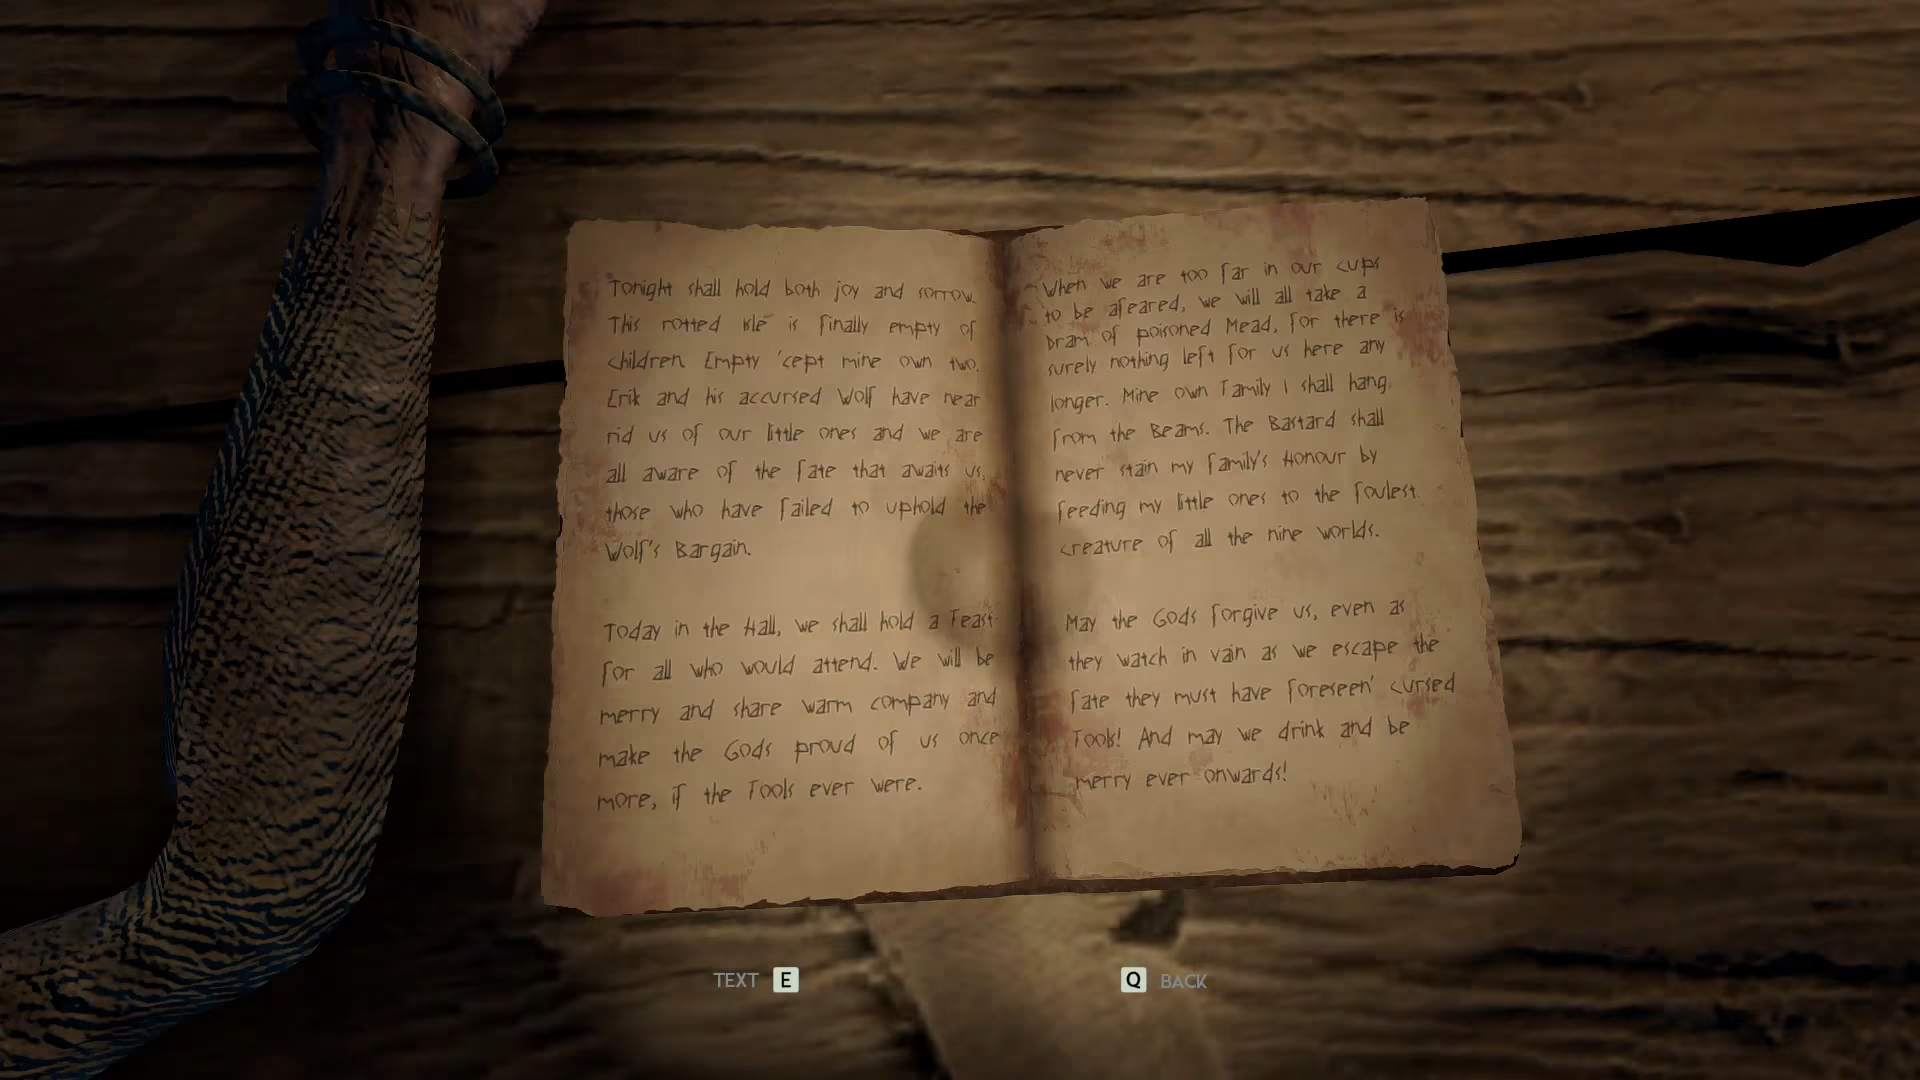 Tonight shall hold both joy and sorrow.
This rotted isle is finally empty of
children. Empty 'cept mine own two.
Erik and his accursed Wolf have near
rid us of our little ones and we are
all aware of the fate that awaits us,
those who have failed to uphold the
Wolf's Bargain.
Today in the Hall, we shall hold a Feast
for all who would attend. We will be
merry and share warm company and
make the Gods proud of us once
more, if the Fools ever were.
When we are too far in our cups
to be afeared, we will all take a
Dram of poisoned Mead, for there is
surely nothing left for us here any
longer. Mine own Family I shall hang
from the Beams. The Bastard shall
never stain my family's Honour by
feeding my little ones to the foulest
creature of all the nine worlds.
May the Gods forgive us, even as
they watch in vain as we escape the
fate they must have foreseen' cursed
Fools! And may we drink and be
merry ever onwards!
TEXT E
Q BACK